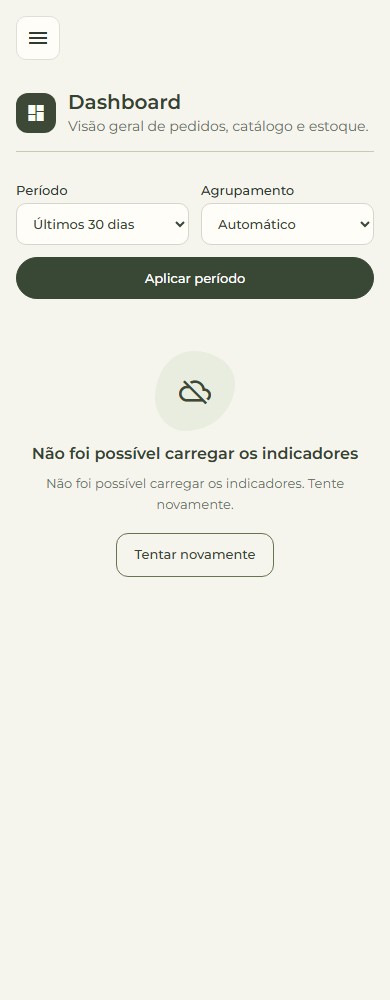 Dashboard
Visão geral de pedidos, catálogo e estoque.
Período
Agrupamento
Últimos 30 dias
Automático
Aplicar período
Não foi possível carregar os indicadores
Não foi possível carregar os indicadores. Tente
novamente.
Tentar novamente